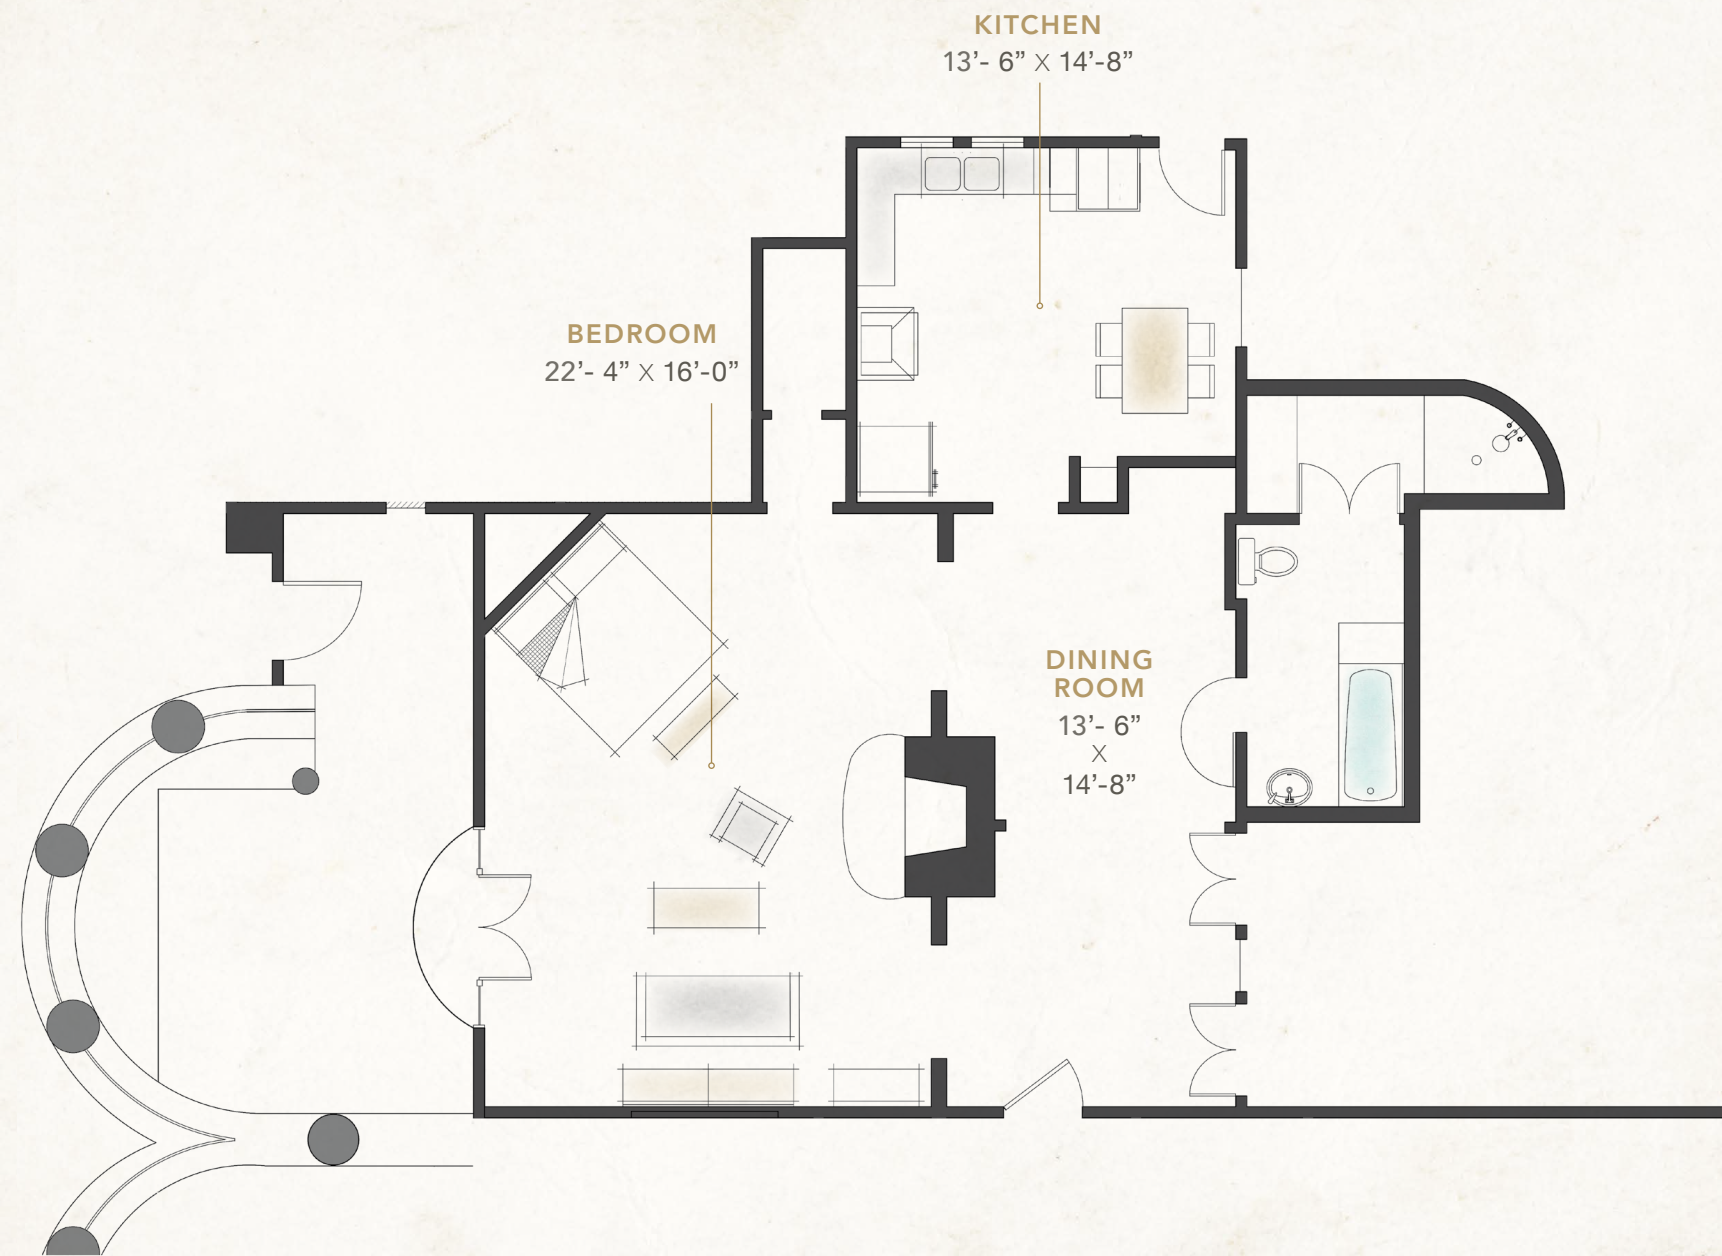 KITCHEN
13’- 6” X 14’-8”
BEDROOM
22’- 4” X 16’-0”
DINING
ROOM
13’- 6”
X
14’-8”